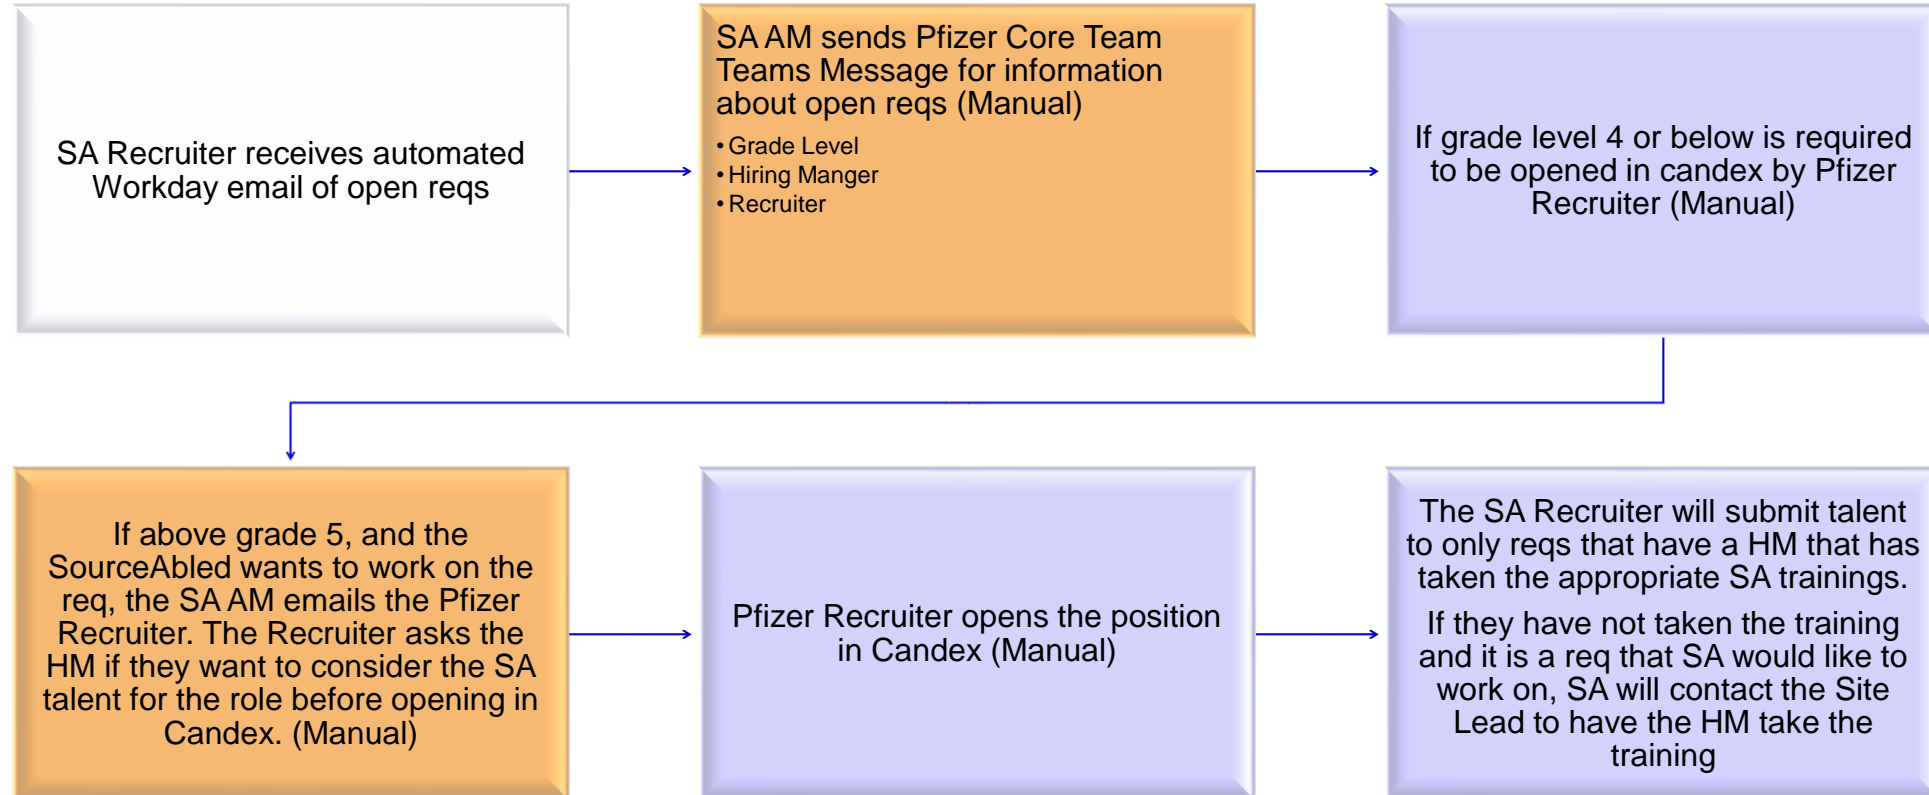 SA Recruiter receives automated
Workday email of open reqs
SA AM sends Pfizer Core Team
Teams Message for information
about open reqs (Manual)
• Grade Level
• Hiring Manger
• Recruiter
If grade level 4 or below is required
to be opened in candex by Pfizer
Recruiter (Manual)
If above grade 5, and the
SourceAbled wants to work on the
req, the SA AM emails the Pfizer
Recruiter. The Recruiter asks the
HM if they want to consider the SA
talent for the role before opening in
Candex. (Manual)
Pfizer Recruiter opens the position
in Candex (Manual)
The SA Recruiter will submit talent
to only reqs that have a HM that has
taken the appropriate SA trainings.
If they have not taken the training
and it is a req that SA would like to
work on, SA will contact the Site
Lead to have the HM take the
training